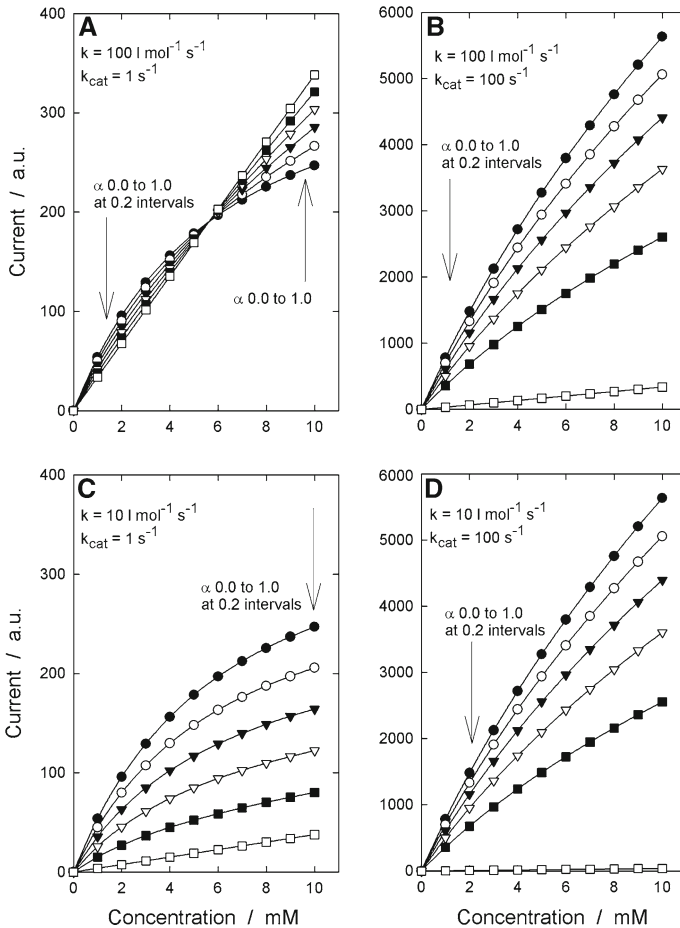 A
k = 100 l mol⁻¹ s⁻¹
k_cat = 1 s⁻¹
α 0.0 to 1.0
at 0.2 intervals
α 0.0 to 1.0
Current / a.u.
400
300
200
100
0
0 2 4 6 8 10
B
k = 100 l mol⁻¹ s⁻¹
k_cat = 100 s⁻¹
α 0.0 to 1.0
at 0.2 intervals
6000
5000
4000
3000
2000
1000
0
0 2 4 6 8 10
C
k = 10 l mol⁻¹ s⁻¹
k_cat = 1 s⁻¹
α 0.0 to 1.0
at 0.2 intervals
Current / a.u.
400
300
200
100
0
0 2 4 6 8 10
Concentration / mM
D
k = 10 l mol⁻¹ s⁻¹
k_cat = 100 s⁻¹
α 0.0 to 1.0
at 0.2 intervals
6000
5000
4000
3000
2000
1000
0
0 2 4 6 8 10
Concentration / mM